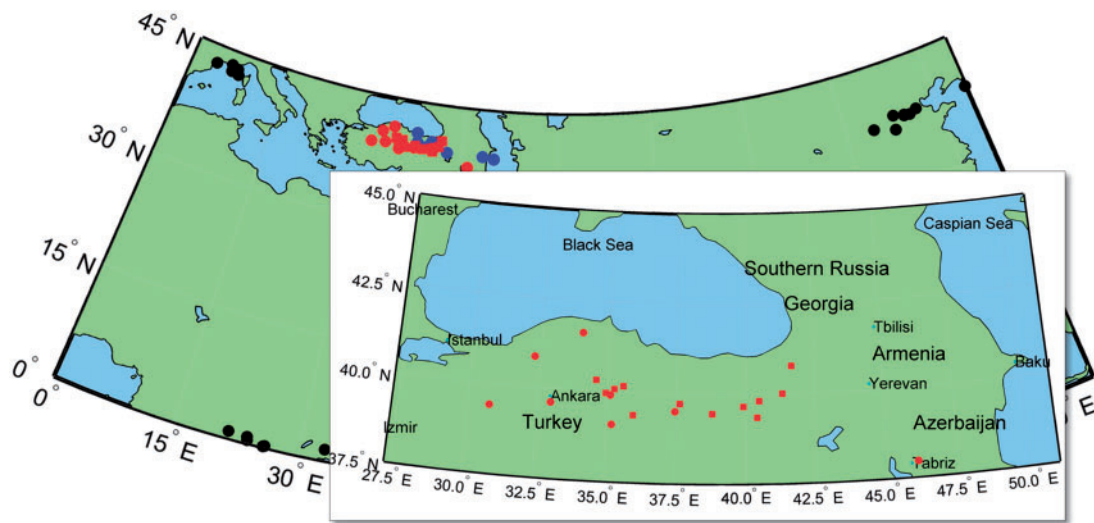 45° N
30° N
15° N
0°
0°
15° E
30° E
45.0° N
42.5° N
40.0° N
37.5° N
27.5° E
30.0° E
32.5° E
35.0° E
37.5° E
40.0° E
42.5° E
45.0° E
47.5° E
50.0° E
Bucharest
Black Sea
Caspian Sea
Southern Russia
Georgia
Istanbul
Tbilisi
Armenia
Baku
Ankara
Yerevan
Turkey
Azerbaijan
Izmir
Tabriz